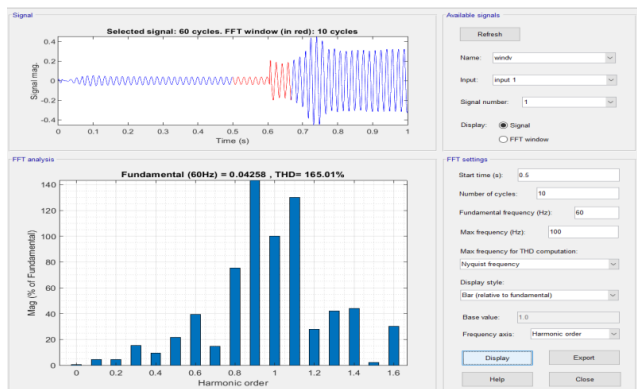 Signal
Selected signal: 60 cycles. FFT window (in red): 10 cycles
Signal mag.
0.4
0.2
0
-0.2
-0.4
0 0.1 0.2 0.3 0.4 0.5 0.6 0.7 0.8 0.9 1
Time (s)
FFT analysis
Fundamental (60Hz) = 0.04258 , THD= 165.01%
Mag (% of Fundamental)
140
120
100
80
60
40
20
0
0 0.2 0.4 0.6 0.8 1 1.2 1.4 1.6
Harmonic order
Available signals
Refresh
Name: windv
Input: input 1
Signal number: 1
Display: Signal
FFT window
FFT settings
Start time (s): 0.5
Number of cycles: 10
Fundamental frequency (Hz): 60
Max frequency (Hz): 100
Max frequency for THD computation:
Nyquist frequency
Display style:
Bar (relative to fundamental)
Base value: 1.0
Frequency axis: Harmonic order
Display Export
Help Close